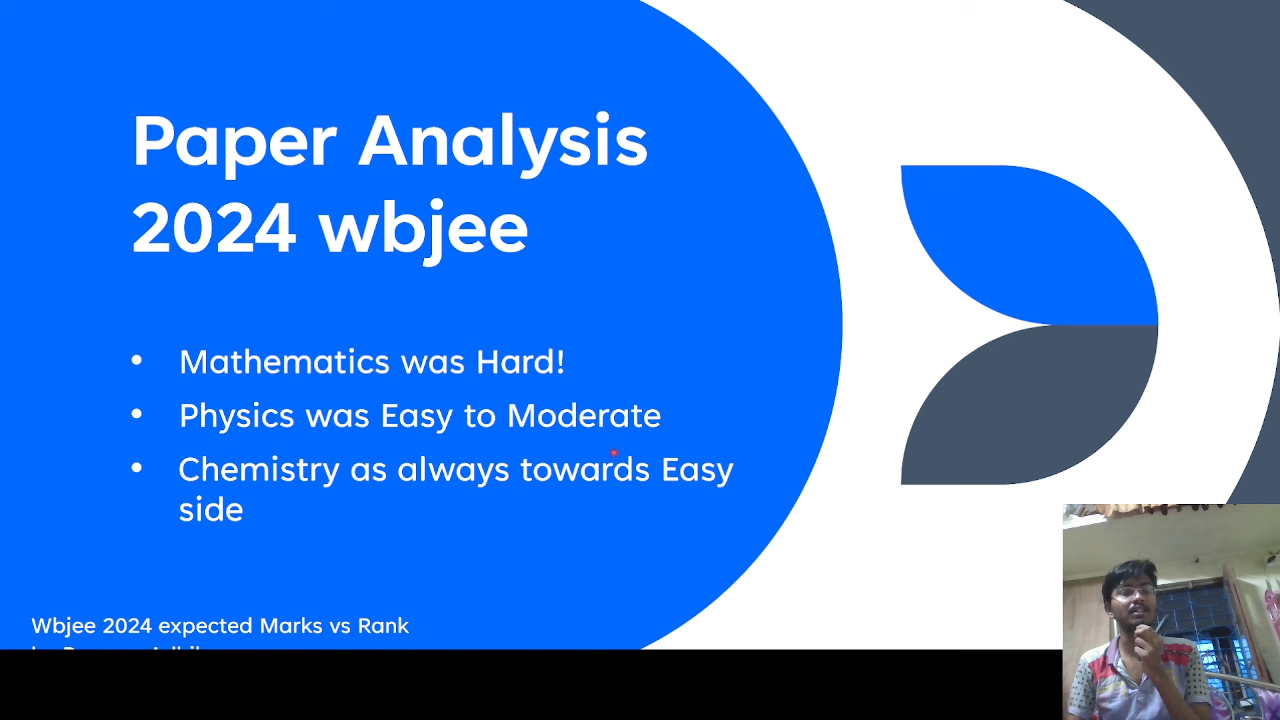 Paper Analysis
2024 wbjee
• Mathematics was Hard!
• Physics was Easy to Moderate
• Chemistry as always towards Easy
side
Wbjee 2024 expected Marks vs Rank